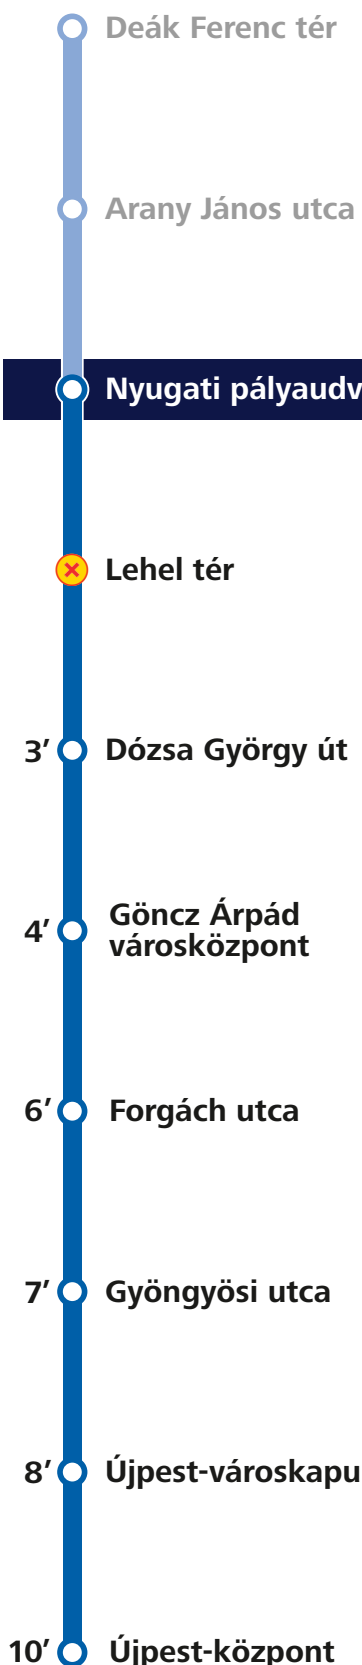 Deák Ferenc tér
Arany János utca
Nyugati pályaudv
Lehel tér
3’ Dózsa György út
4’ Göncz Árpád
városközpont
6’ Forgách utca
7’ Gyöngyösi utca
8’ Újpest-városkapu
10’ Újpest-központ